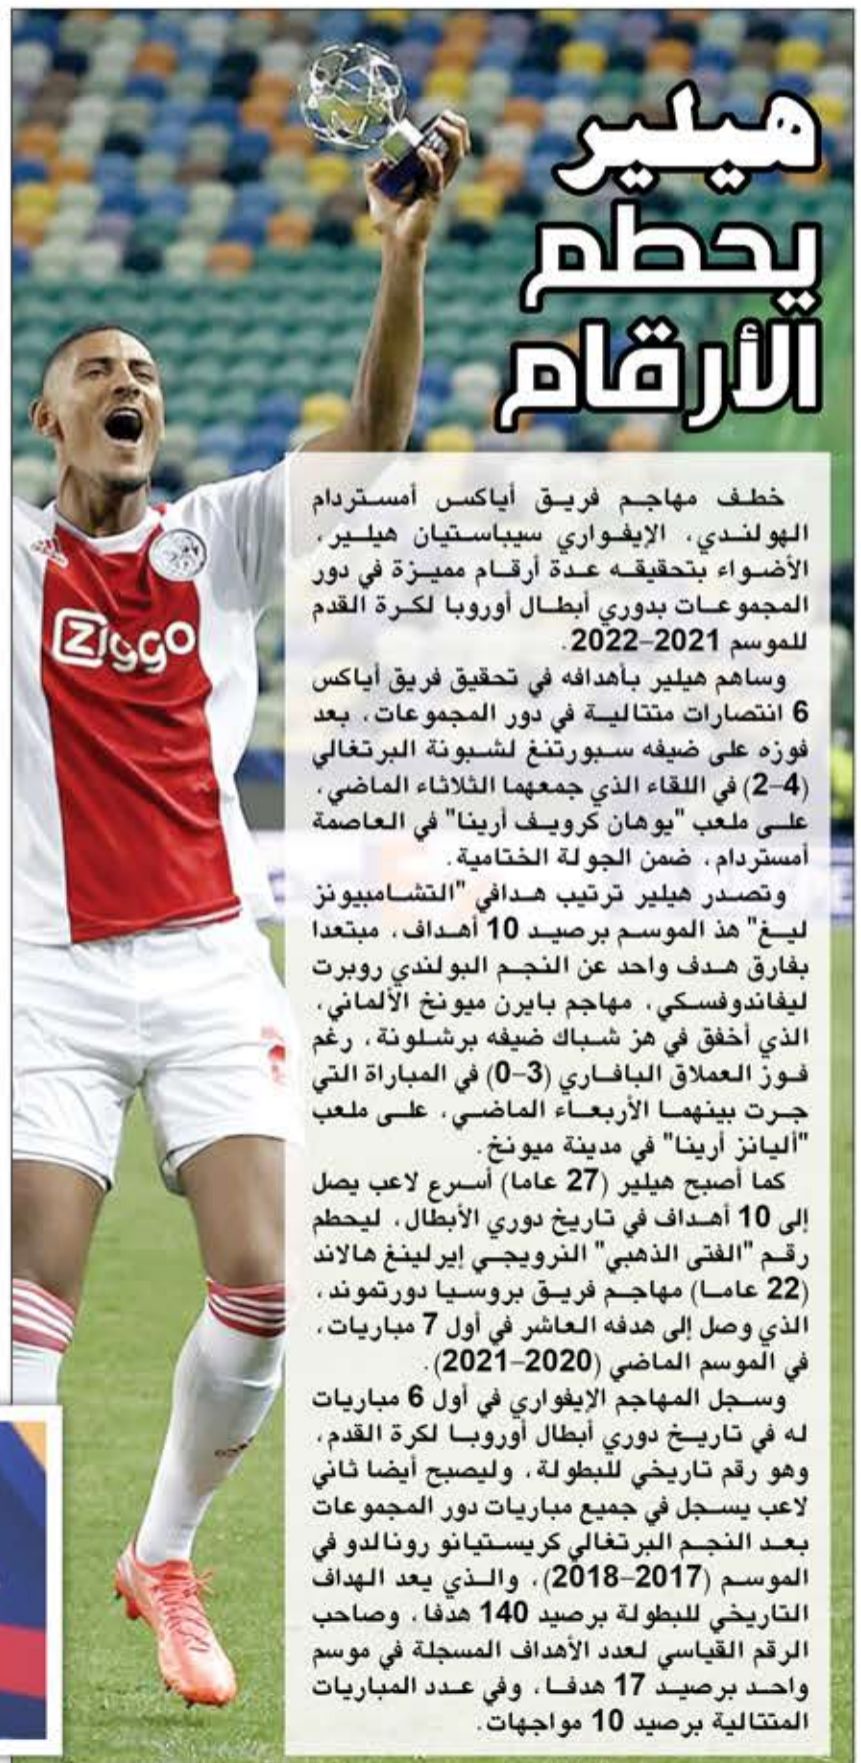 هيلير
يحطم
الأرقام
Ziggo
خطف مهاجم فريق أياكس أمستردام
الهولندي، الإيفواري سيباستيان هيلير،
الأضواء بتحقيقه عدة أرقام مميزة في دور
المجموعات بدوري أبطال أوروبا لكرة القدم
للموسم 2021–2022.
وساهم هيلير بأهدافه في تحقيق فريق أياكس
6 انتصارات متتالية في دور المجموعات، بعد
فوزه على ضيفه سبورتنغ لشبونة البرتغالي
(4–2) في اللقاء الذي جمعهما الثلاثاء الماضي،
على ملعب "يوهان كرويف أرينا" في العاصمة
أمستردام، ضمن الجولة الختامية.
وتصدر هيلير ترتيب هدافي "التشامبيونز
ليغ" هذ الموسم برصيد 10 أهداف، مبتعدا
بفارق هدف واحد عن النجم البولندي روبرت
ليفاندوفسكي، مهاجم بايرن ميونخ الألماني،
الذي أخفق في هز شباك ضيفه برشلونة، رغم
فوز العملاق البافاري (3–0) في المباراة التي
جرت بينهما الأربعاء الماضي، على ملعب
"أليانز أرينا" في مدينة ميونخ.
كما أصبح هيلير (27 عاما) أسرع لاعب يصل
إلى 10 أهداف في تاريخ دوري الأبطال، ليحطم
رقم "الفتى الذهبي" النرويجي إيرلينغ هالاند
(22 عاما) مهاجم فريق بروسيا دورتموند،
الذي وصل إلى هدفه العاشر في أول 7 مباريات،
في الموسم الماضي (2020–2021).
وسجل المهاجم الإيفواري في أول 6 مباريات
له في تاريخ دوري أبطال أوروبا لكرة القدم،
وهو رقم تاريخي للبطولة، وليصبح أيضا ثاني
لاعب يسجل في جميع مباريات دور المجموعات
بعد النجم البرتغالي كريستيانو رونالدو في
الموسم (2017–2018)، والذي يعد الهداف
التاريخي للبطولة برصيد 140 هدفا، وصاحب
الرقم القياسي لعدد الأهداف المسجلة في موسم
واحد برصيد 17 هدفا، وفي عدد المباريات
المتتالية برصيد 10 مواجهات.